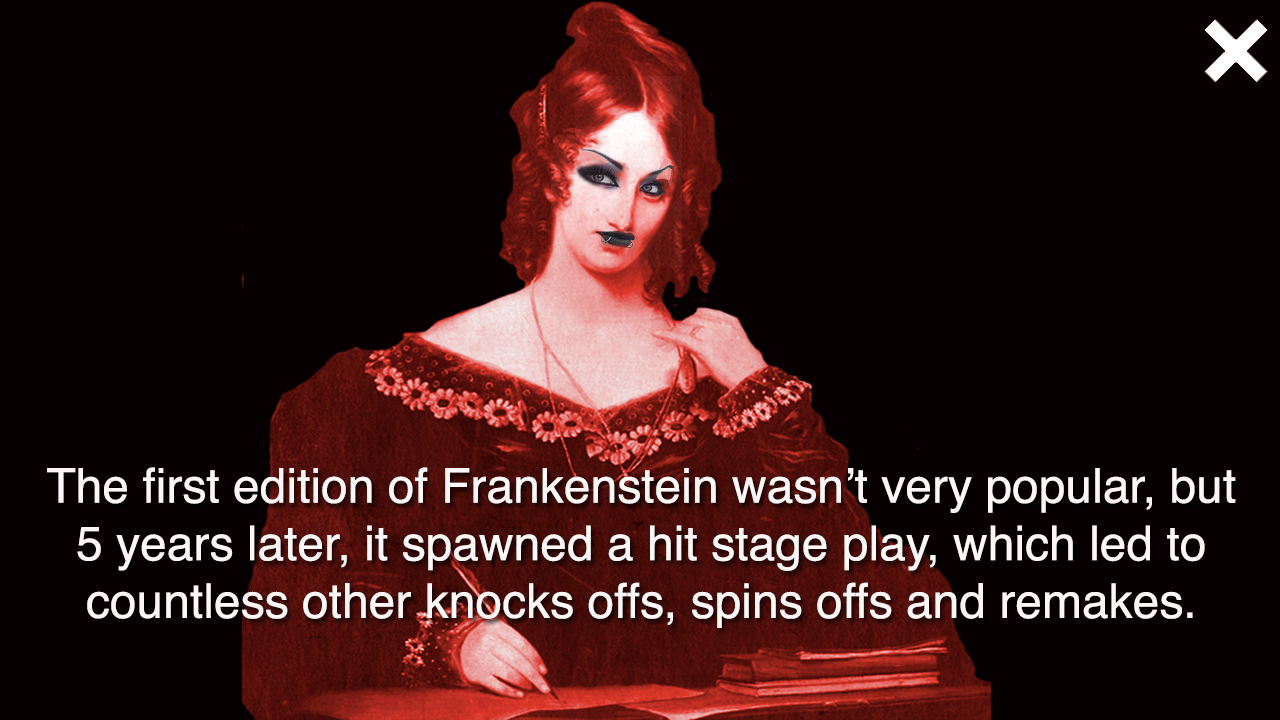 The first edition of Frankenstein wasn’t very popular, but
5 years later, it spawned a hit stage play, which led to
countless other knocks offs, spins offs and remakes.